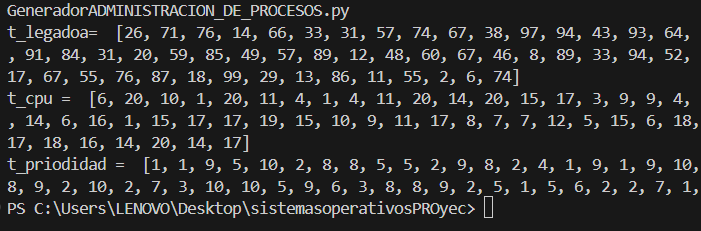 GeneradorADMINISTRACION_DE_PROCESOS.py
t_legadoa=  [26, 71, 76, 14, 66, 33, 31, 57, 74, 67, 38, 97, 94, 43, 93, 64,
, 91, 84, 31, 20, 59, 85, 49, 57, 89, 12, 48, 60, 67, 46, 8, 89, 33, 94, 52,
17, 67, 55, 76, 87, 18, 99, 29, 13, 86, 11, 55, 2, 6, 74]
t_cpu =  [6, 20, 10, 1, 20, 11, 4, 1, 4, 11, 20, 14, 20, 15, 17, 3, 9, 9, 4,
, 14, 6, 16, 1, 15, 17, 17, 19, 15, 10, 9, 11, 17, 8, 7, 7, 12, 5, 15, 6, 18,
17, 18, 16, 14, 20, 14, 17]
t_priodidad =  [1, 1, 9, 5, 10, 2, 8, 8, 5, 5, 2, 9, 8, 2, 4, 1, 9, 1, 9, 10,
8, 9, 2, 10, 2, 7, 3, 10, 10, 5, 9, 6, 3, 8, 8, 9, 2, 5, 1, 5, 6, 2, 2, 7, 1,
PS C:\Users\LENOVO\Desktop\sistemasoperativosPROyec>